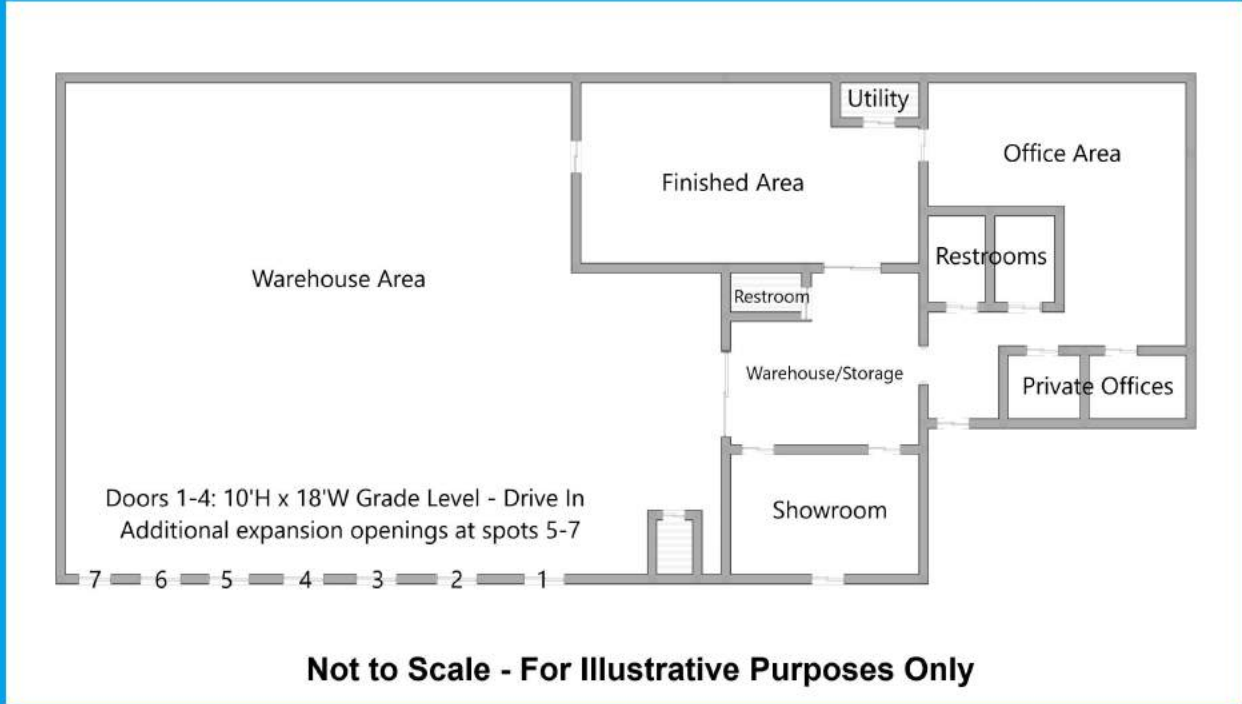 Utility
Office Area
Finished Area
Restrooms
Warehouse Area
Restroom
Warehouse/Storage
Private Offices
Doors 1-4: 10'H x 18'W Grade Level - Drive In
Additional expansion openings at spots 5-7
Showroom
7 6 5 4 3 2 1
Not to Scale - For Illustrative Purposes Only